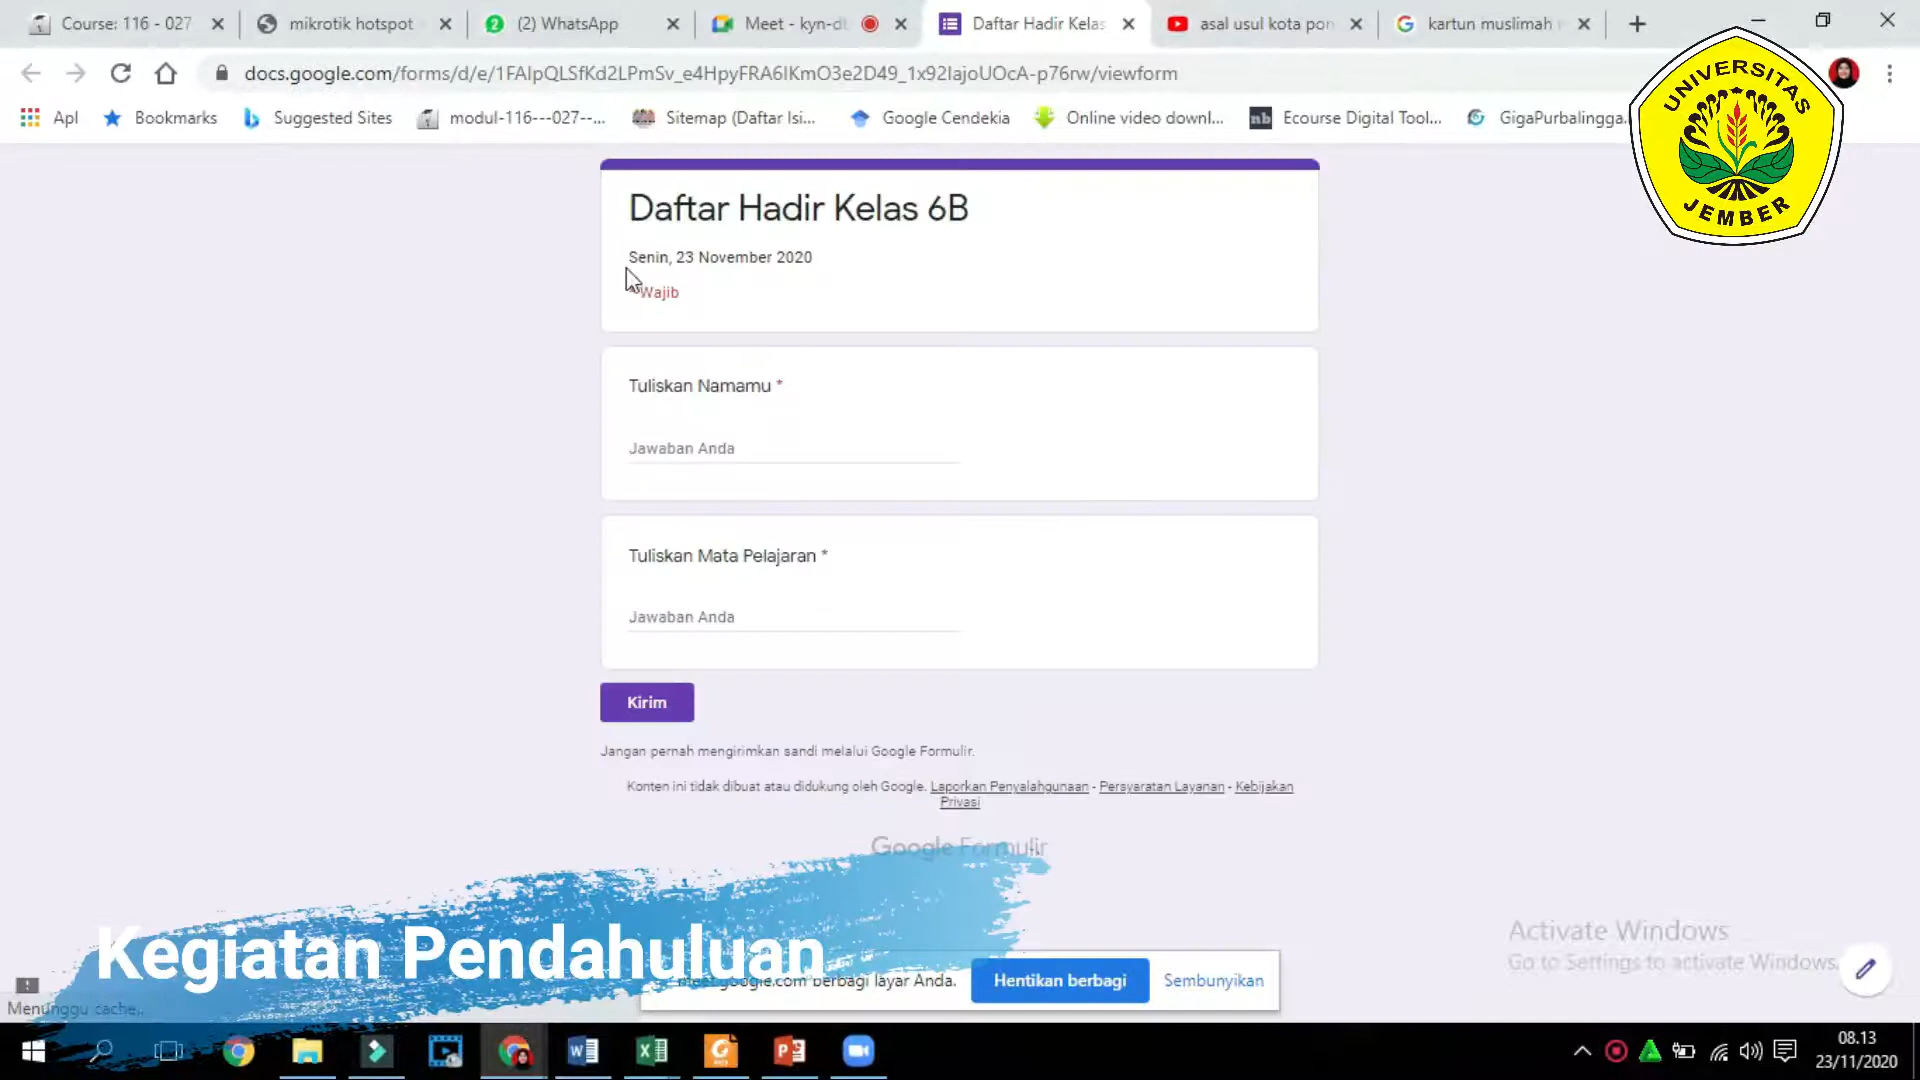 Course: 116 - 027
mikrotik hotspot
(2) WhatsApp
Meet - kyn-d
Daftar Hadir Kelas
asal usul kota pon
kartun muslimah
docs.google.com/forms/d/e/1FAIpQLSfKd2LPmSv_e4HpyFRA6IKmO3e2D49_1x92IajoUOcA-p76rw/viewform
Apl
Bookmarks
Suggested Sites
modul-116---027--...
Sitemap (Daftar Isi...
Google Cendekia
Online video downl...
nb
Ecourse Digital Tool...
GigaPurbalingga
UNIVERSITAS
JEMBER
Daftar Hadir Kelas 6B
Senin, 23 November 2020
Wajib
Tuliskan Namamu *
Jawaban Anda
Tuliskan Mata Pelajaran *
Jawaban Anda
Kirim
Jangan pernah mengirimkan sandi melalui Google Formulir.
Konten ini tidak dibuat atau didukung oleh Google. Laporkan Penyalahgunaan - Persyaratan Layanan - Kebijakan
Privasi
Google Formulir
Kegiatan Pendahuluan
meet.google.com berbagi layar Anda.
Hentikan berbagi
Sembunyikan
Activate Windows
Go to Settings to activate Windows.
Menunggu cache...
08.13
23/11/2020